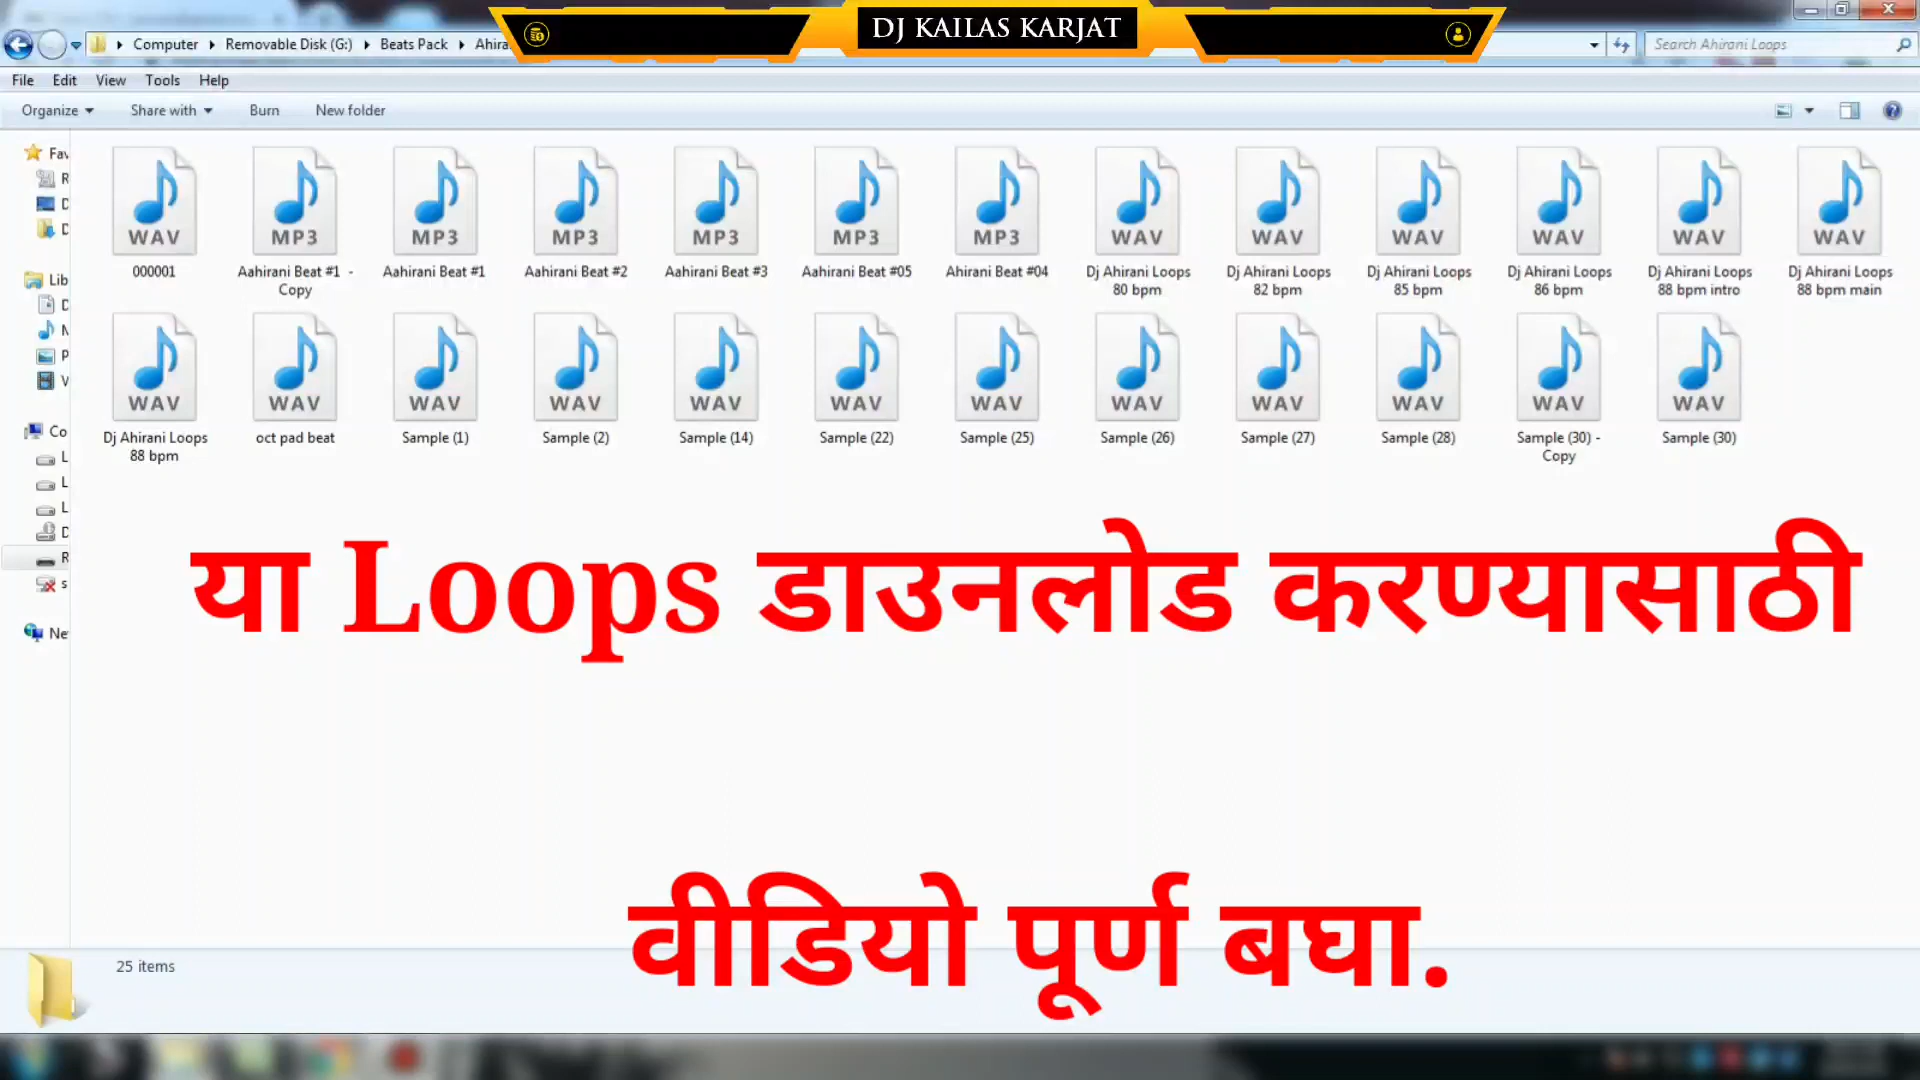 DJ KAILAS KARJAT
Computer Removable Disk (G:) Beats Pack
Search Ahirani Loops
File Edit View Tools Help
Organize Share with Burn New folder
WAV MP3 MP3 MP3 MP3 MP3 MP3 WAV WAV WAV WAV WAV WAV
000001
Aahirani Beat #1 - Copy
Aahirani Beat #1
Aahirani Beat #2
Aahirani Beat #3
Aahirani Beat #05
Ahirani Beat #04
Dj Ahirani Loops 80 bpm
Dj Ahirani Loops 82 bpm
Dj Ahirani Loops 85 bpm
Dj Ahirani Loops 86 bpm
Dj Ahirani Loops 88 bpm intro
Dj Ahirani Loops 88 bpm main
WAV WAV WAV WAV WAV WAV WAV WAV WAV WAV WAV WAV
Dj Ahirani Loops 88 bpm
oct pad beat
Sample (1)
Sample (2)
Sample (14)
Sample (22)
Sample (25)
Sample (26)
Sample (27)
Sample (28)
Sample (30) - Copy
Sample (30)
या Loops डाउनलोड करण्यासाठी
वीडियो पूर्ण बघा.
25 items